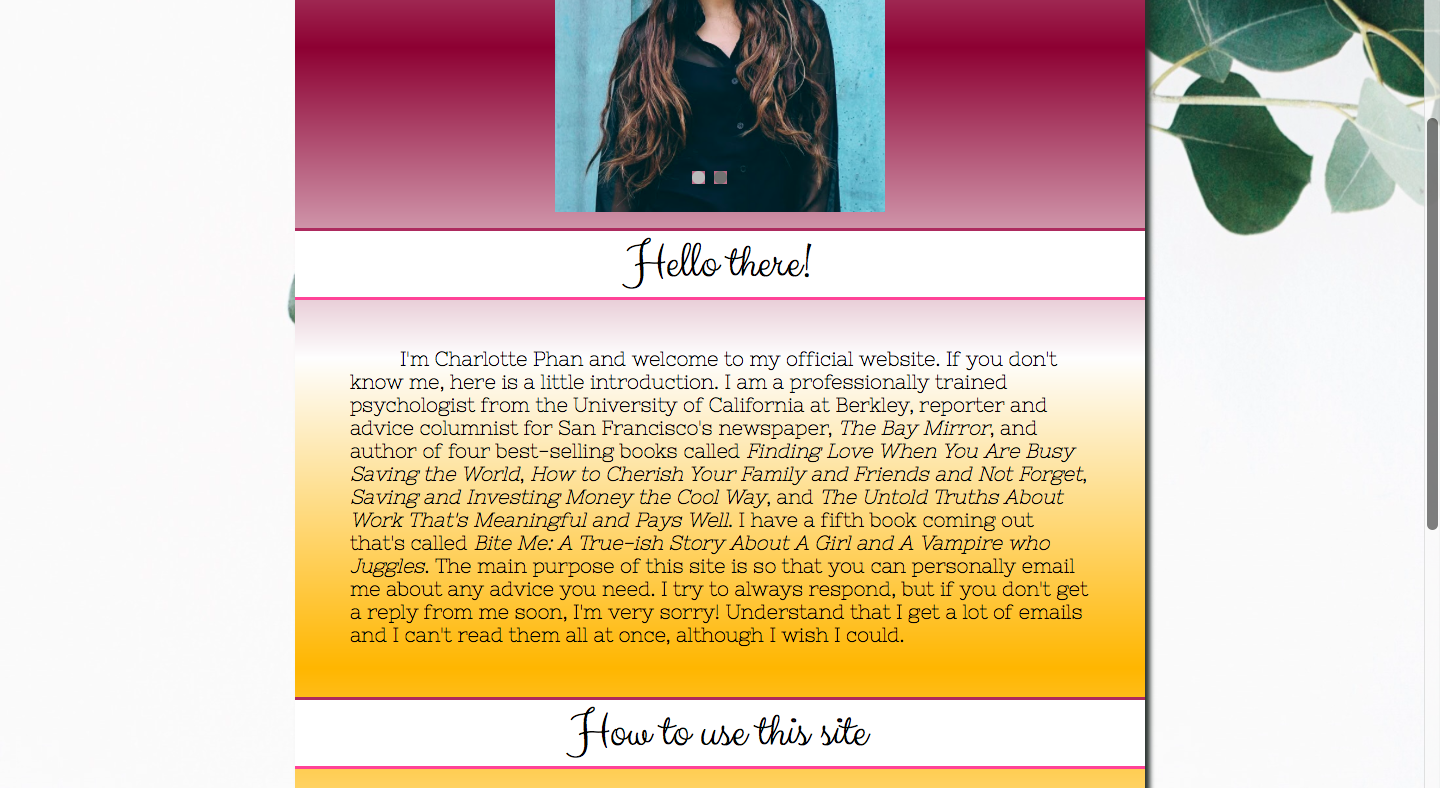 Hello there!
I'm Charlotte Phan and welcome to my official website. If you don't
know me, here is a little introduction. I am a professionally trained
psychologist from the University of California at Berkley, reporter and
advice columnist for San Francisco's newspaper, The Bay Mirror, and
author of four best-selling books called Finding Love When You Are Busy
Saving the World, How to Cherish Your Family and Friends and Not Forget,
Saving and Investing Money the Cool Way, and The Untold Truths About
Work That's Meaningful and Pays Well. I have a fifth book coming out
that's called Bite Me: A True-ish Story About A Girl and A Vampire who
Juggles. The main purpose of this site is so that you can personally email
me about any advice you need. I try to always respond, but if you don't get
a reply from me soon, I'm very sorry! Understand that I get a lot of emails
and I can't read them all at once, although I wish I could.
How to use this site